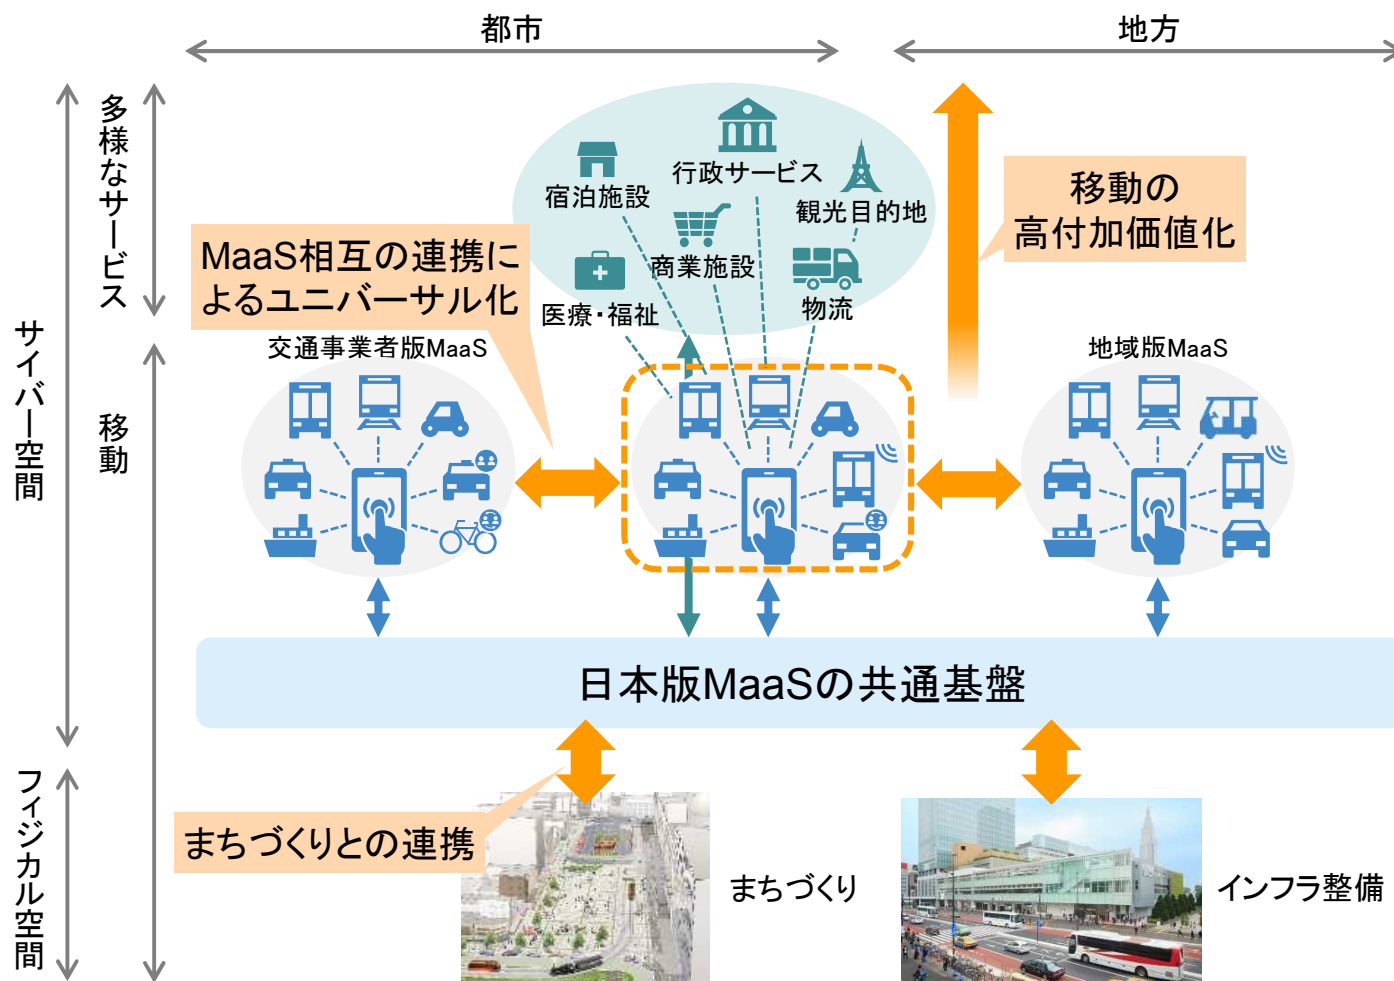 都市
地方
多様なサービス
サイバー空間
移動
フィジカル空間
行政サービス
宿泊施設
観光目的地
商業施設
医療・福祉
物流
移動の
高付加価値化
MaaS相互の連携に
よるユニバーサル化
交通事業者版MaaS
地域版MaaS
日本版MaaSの共通基盤
まちづくりとの連携
まちづくり
インフラ整備